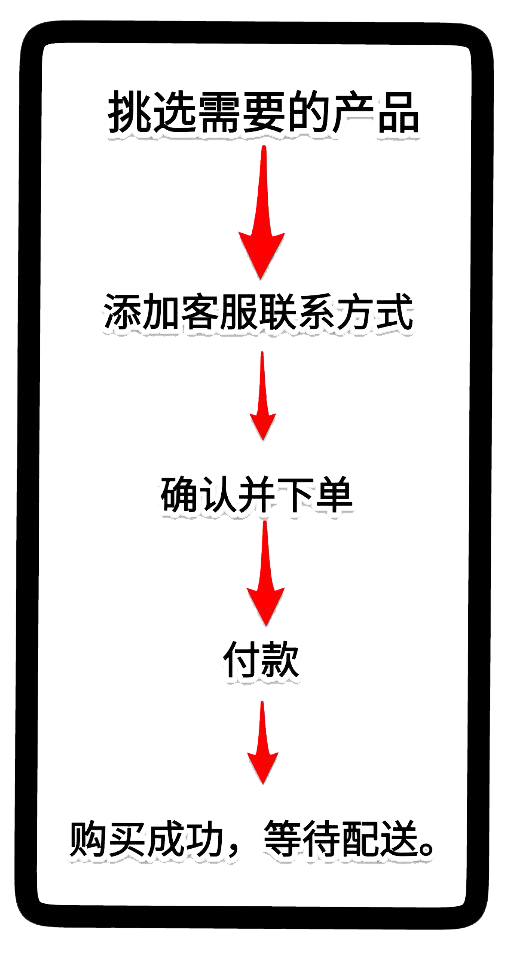 挑选需要的产品
添加客服联系方式
确认并下单
付款
购买成功，等待配送。